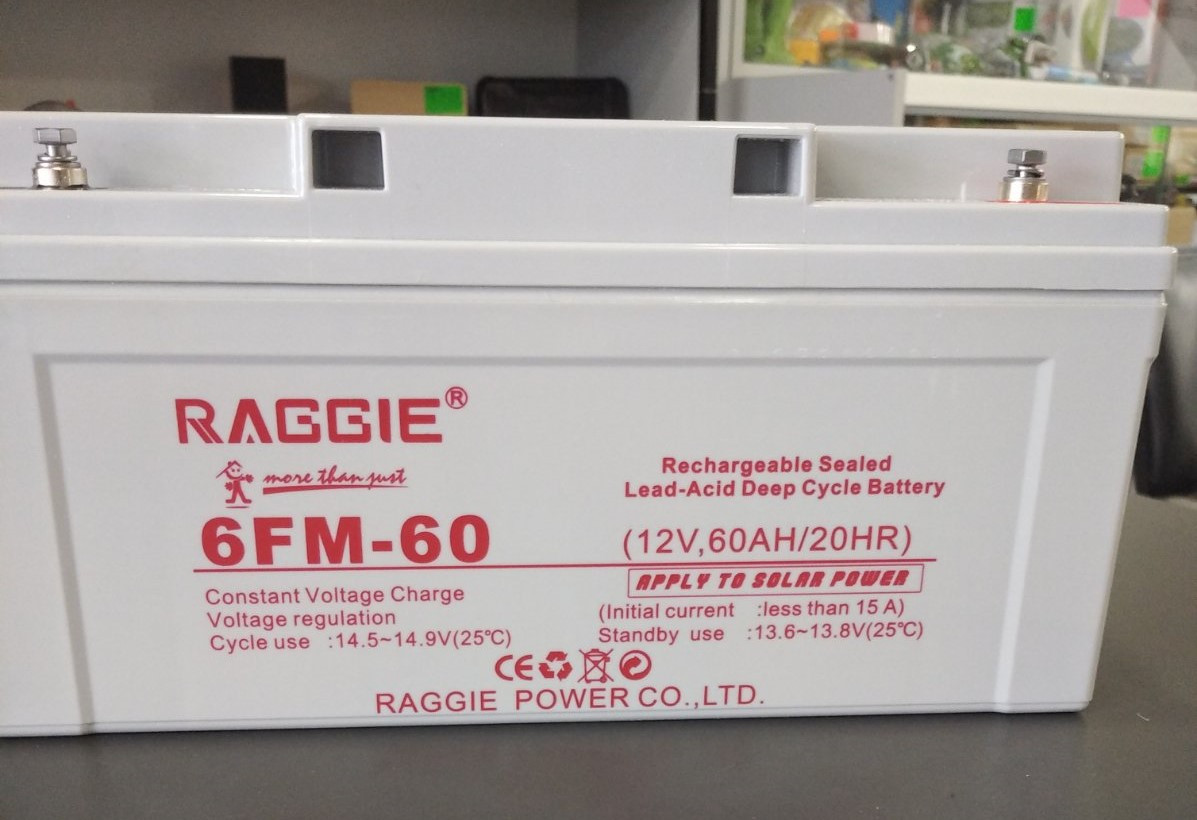 RAGGIE®
more than just
Rechargeable Sealed
Lead-Acid Deep Cycle Battery
6FM-60 (12V,60AH/20HR)
APPLY TO SOLAR POWER
Constant Voltage Charge
Voltage regulation (Initial current :less than 15 A)
Cycle use :14.5~14.9V(25℃) Standby use :13.6~13.8V(25℃)
CE
RAGGIE POWER CO.,LTD.